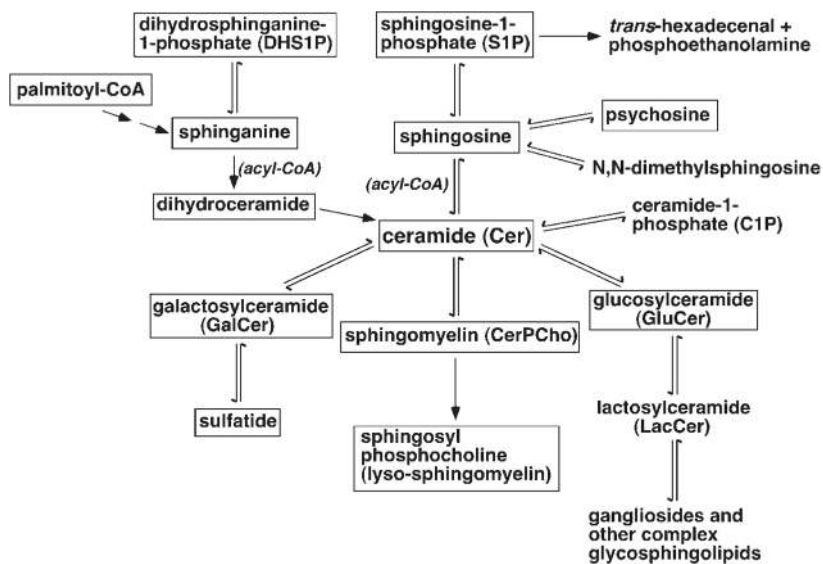 dihydrosphinganine-
1-phosphate (DHS1P)
sphingosine-1-
phosphate (S1P)
trans-hexadecenal +
phosphoethanolamine
palmitoyl-CoA
sphinganine
sphingosine
psychosine
N,N-dimethylsphingosine
(acyl-CoA)
(acyl-CoA)
dihydroceramide
ceramide (Cer)
ceramide-1-
phosphate (C1P)
galactosylceramide
(GalCer)
sphingomyelin (CerPCho)
glucosylceramide
(GluCer)
sulfatide
sphingosyl
phosphocholine
(lyso-sphingomyelin)
lactosylceramide
(LacCer)
gangliosides and
other complex
glycosphingolipids